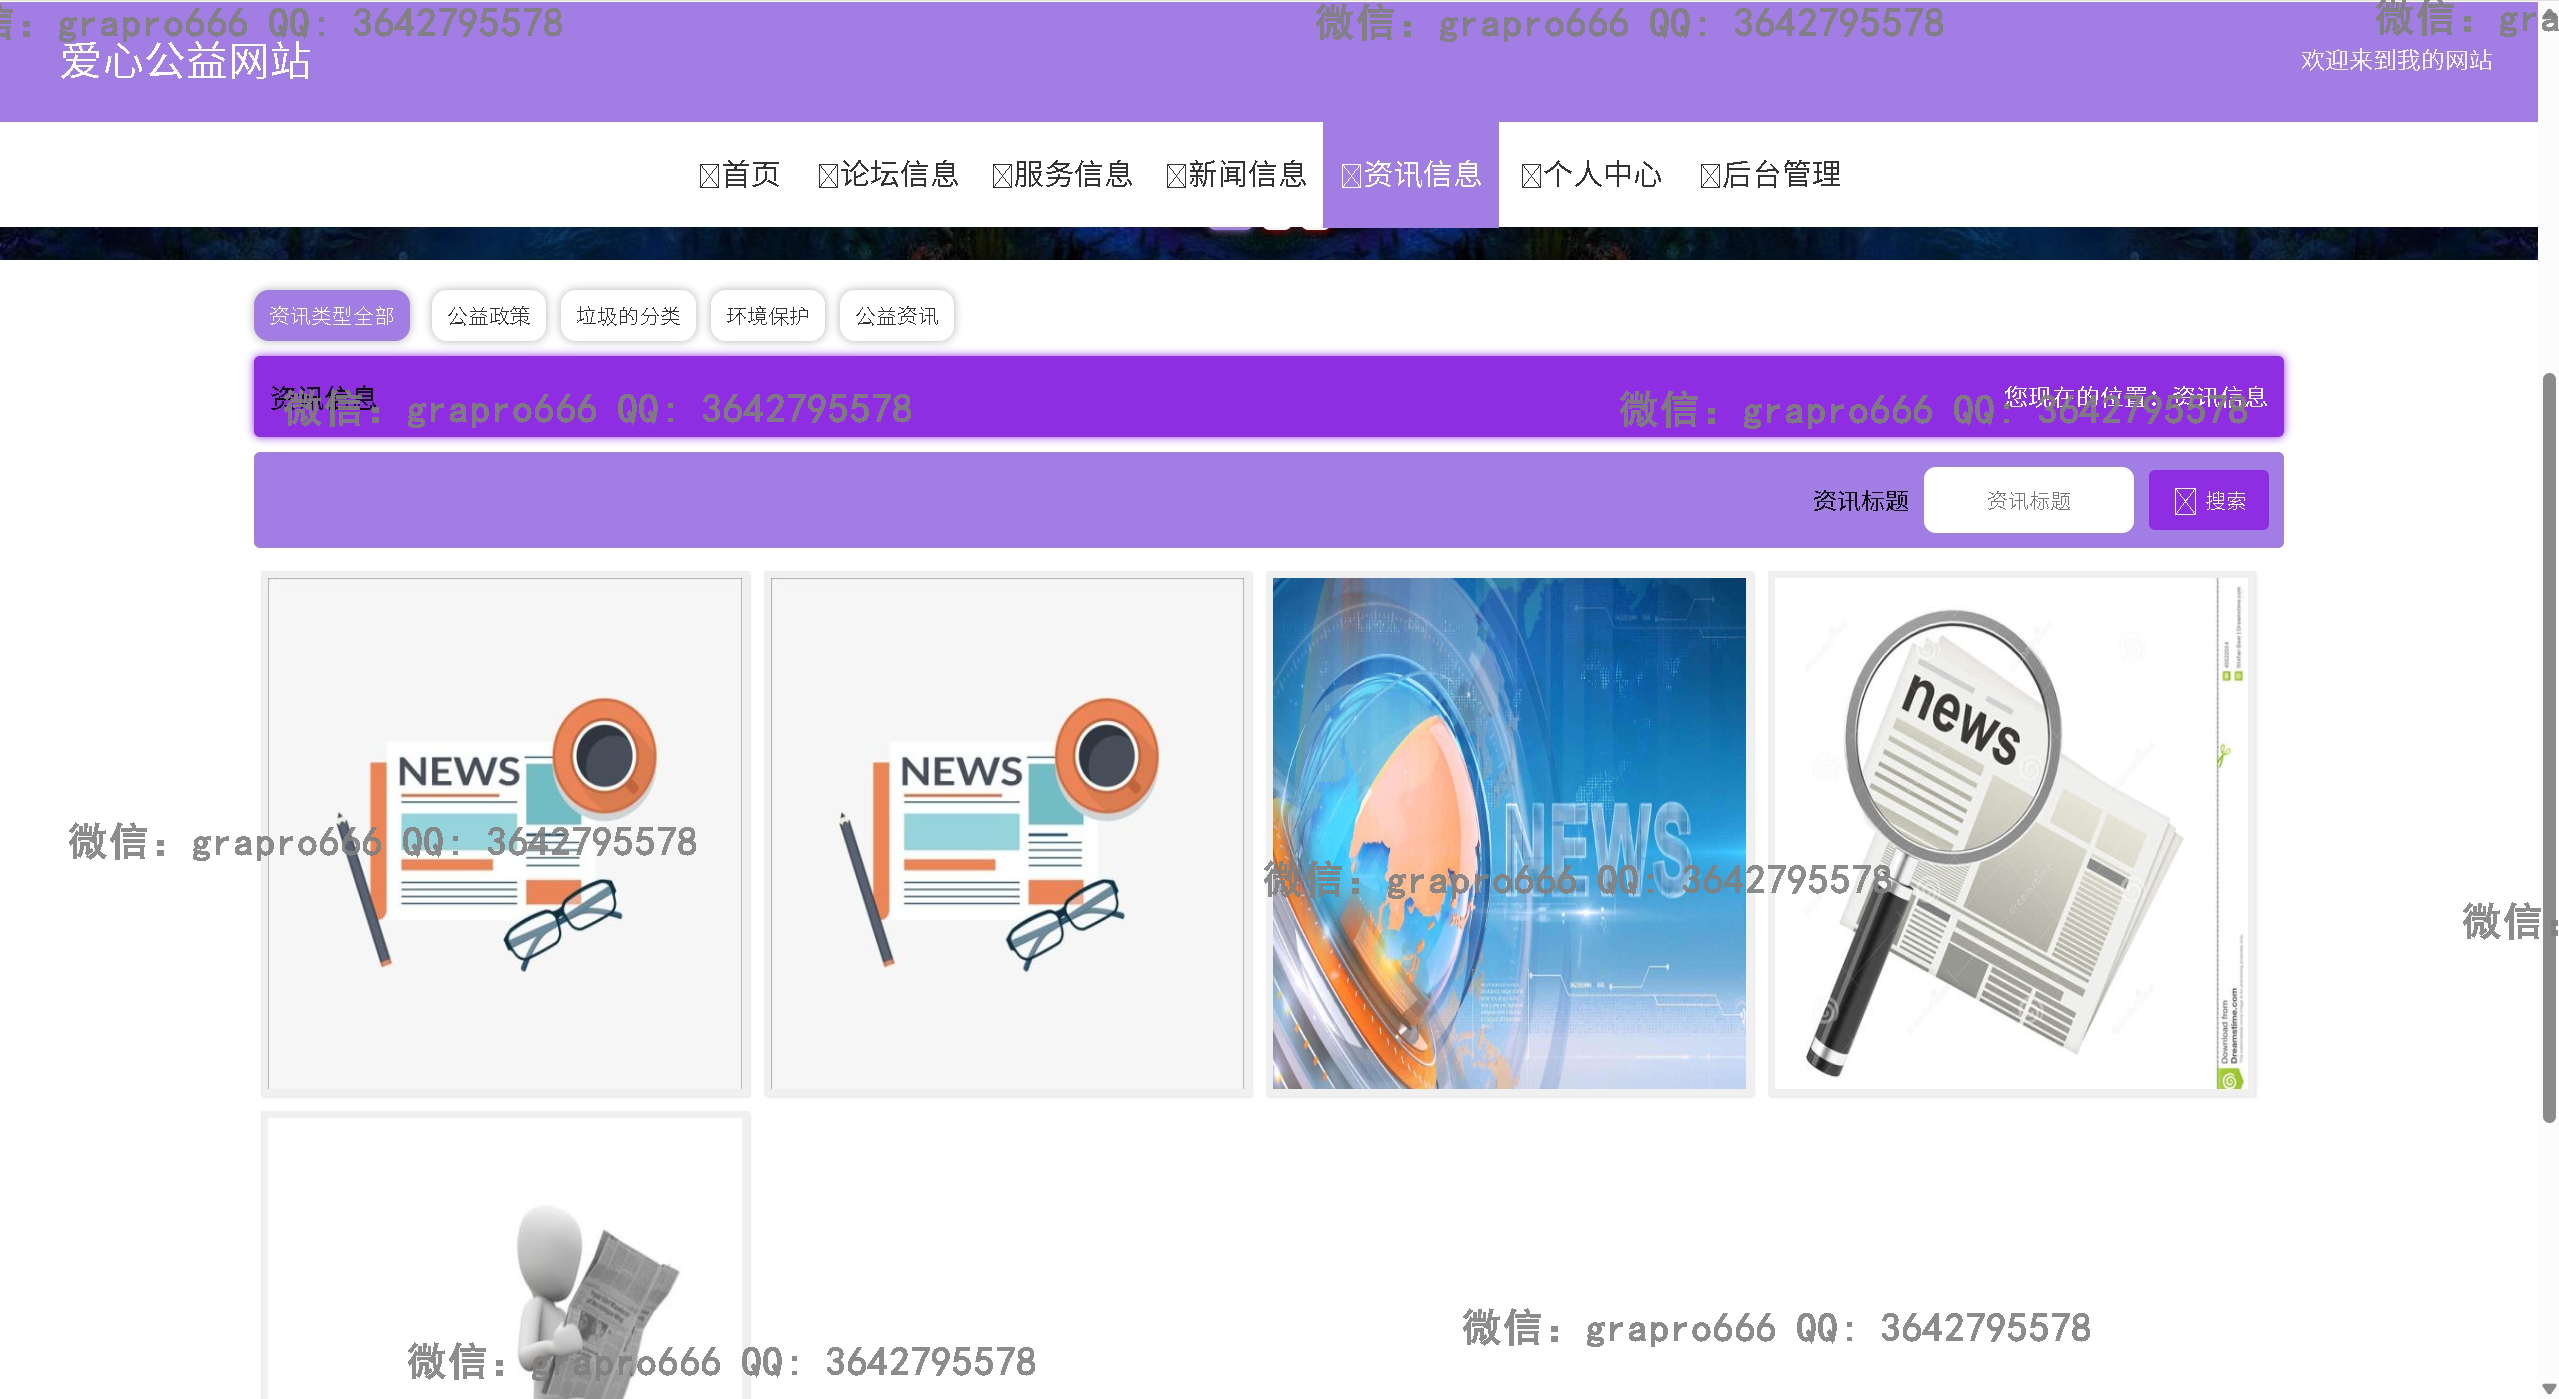 信：grapro666 QQ: 3642795578
微信：grapro666 QQ: 3642795578
微信：gra
爱心公益网站
欢迎来到我的网站
首页 论坛信息 服务信息 新闻信息 资讯信息 个人中心 后台管理
资讯类型全部 公益政策 垃圾的分类 环境保护 公益资讯
资讯信息
您现在的位置：资讯信息
微信：grapro666 QQ: 3642795578
微信：grapro666 QQ: 3642795578
资讯标题 资讯标题 搜索
NEWS
NEWS
NEWS
news
Download from
Dreamstime.com
微信：grapro666 QQ: 3642795578
微信：grapro666 QQ: 3642795578
微信：
微信：grapro666 QQ: 3642795578
微信：grapro666 QQ: 3642795578